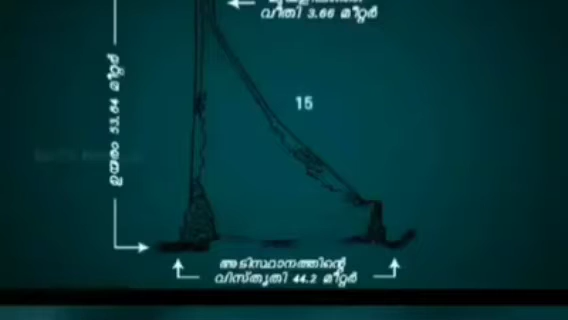 വീതി 3.66 മീറ്റർ
15
ഉയരം 53.64 മീറ്റർ
അടിസ്ഥാനത്തിന്റെ
വിസ്തൃതി 44.2 മീറ്റർ